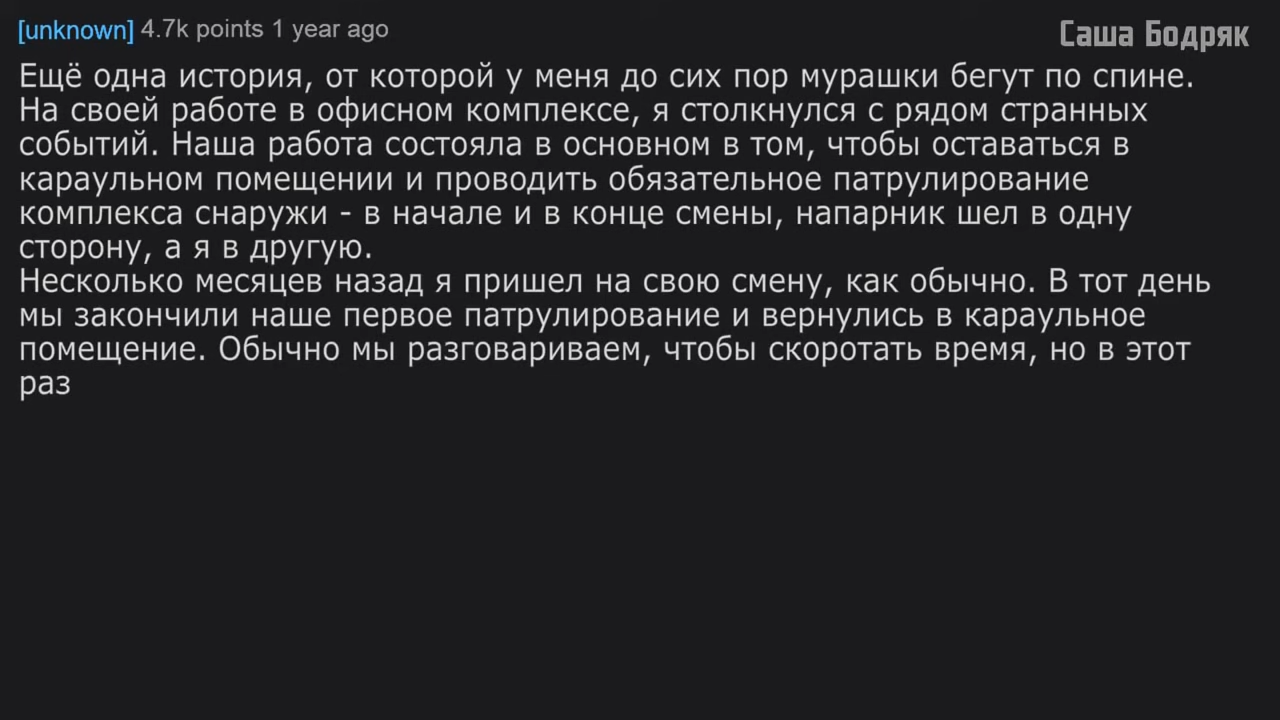 [unknown] 4.7k points 1 year ago
Саша Бодряк
Ещё одна история, от которой у меня до сих пор мурашки бегут по спине.
На своей работе в офисном комплексе, я столкнулся с рядом странных
событий. Наша работа состояла в основном в том, чтобы оставаться в
караульном помещении и проводить обязательное патрулирование
комплекса снаружи - в начале и в конце смены, напарник шел в одну
сторону, а я в другую.
Несколько месяцев назад я пришел на свою смену, как обычно. В тот день
мы закончили наше первое патрулирование и вернулись в караульное
помещение. Обычно мы разговариваем, чтобы скоротать время, но в этот
раз